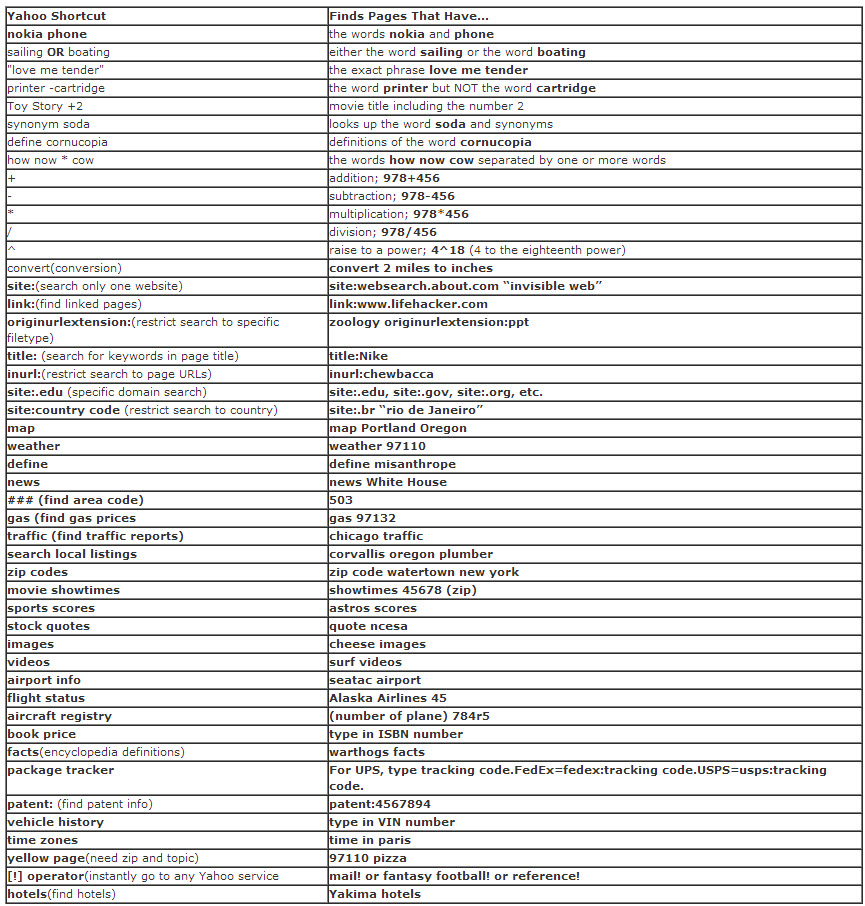 Yahoo Shortcut Finds Pages That Have...
nokia phone the words nokia and phone
sailing OR boating either the word sailing or the word boating
"love me tender" the exact phrase love me tender
printer -cartridge the word printer but NOT the word cartridge
Toy Story +2 movie title including the number 2
synonym soda looks up the word soda and synonyms
define cornucopia definitions of the word cornucopia
how now * cow the words how now cow separated by one or more words
+ addition; 978+456
- subtraction; 978-456
* multiplication; 978*456
/ division; 978/456
^ raise to a power; 4^18 (4 to the eighteenth power)
convert(conversion) convert 2 miles to inches
site:(search only one website) site:websearch.about.com “invisible web”
link:(find linked pages) link:www.lifehacker.com
originurlextension:(restrict search to specific zoology originurlextension:ppt
filetype)
title: (search for keywords in page title) title:Nike
inurl:(restrict search to page URLs) inurl:chewbacca
site:.edu (specific domain search) site:.edu, site:.gov, site:.org, etc.
site:country code (restrict search to country) site:.br “rio de Janeiro”
map map Portland Oregon
weather weather 97110
define define misanthrope
news news White House
### (find area code) 503
gas (find gas prices gas 97132
traffic (find traffic reports) chicago traffic
search local listings corvallis oregon plumber
zip codes zip code watertown new york
movie showtimes showtimes 45678 (zip)
sports scores astros scores
stock quotes quote ncesa
images cheese images
videos surf videos
airport info seatac airport
flight status Alaska Airlines 45
aircraft registry (number of plane) 784r5
book price type in ISBN number
facts(encyclopedia definitions) warthogs facts
package tracker For UPS, type tracking code.FedEx=fedex:tracking code.USPS=usps:tracking
code.
patent: (find patent info) patent:4567894
vehicle history type in VIN number
time zones time in paris
yellow page(need zip and topic) 97110 pizza
[!] operator(instantly go to any Yahoo service mail! or fantasy football! or reference!
hotels(find hotels) Yakima hotels